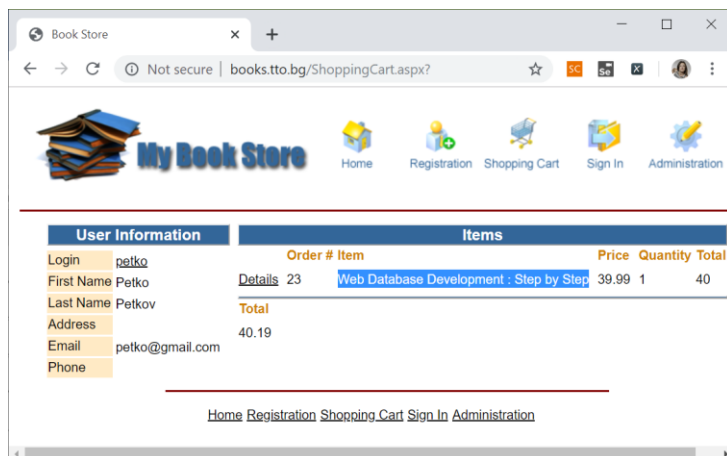 Book Store
Not secure | books.tto.bg/ShoppingCart.aspx?
SC
Se
X
My Book Store
Home Registration Shopping Cart Sign In Administration
User Information
Login petko
First Name Petko
Last Name Petkov
Address
Email petko@gmail.com
Phone
Items
Order # Item Price Quantity Total
Details 23 Web Database Development : Step by Step 39.99 1 40
Total
40.19
Home Registration Shopping Cart Sign In Administration